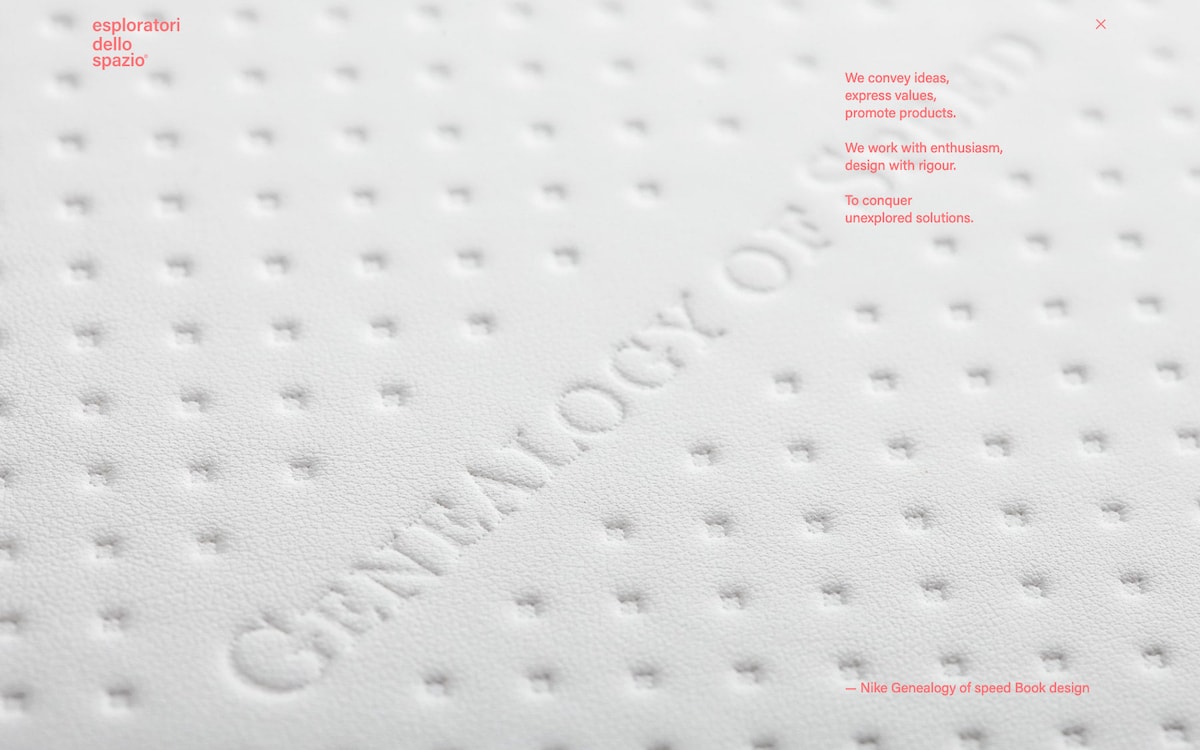 esploratori
dello
spazio®
We convey ideas,
express values,
promote products.
We work with enthusiasm,
design with rigour.
To conquer
unexplored solutions.
GENEALOGY OF SPEED
— Nike Genealogy of speed Book design